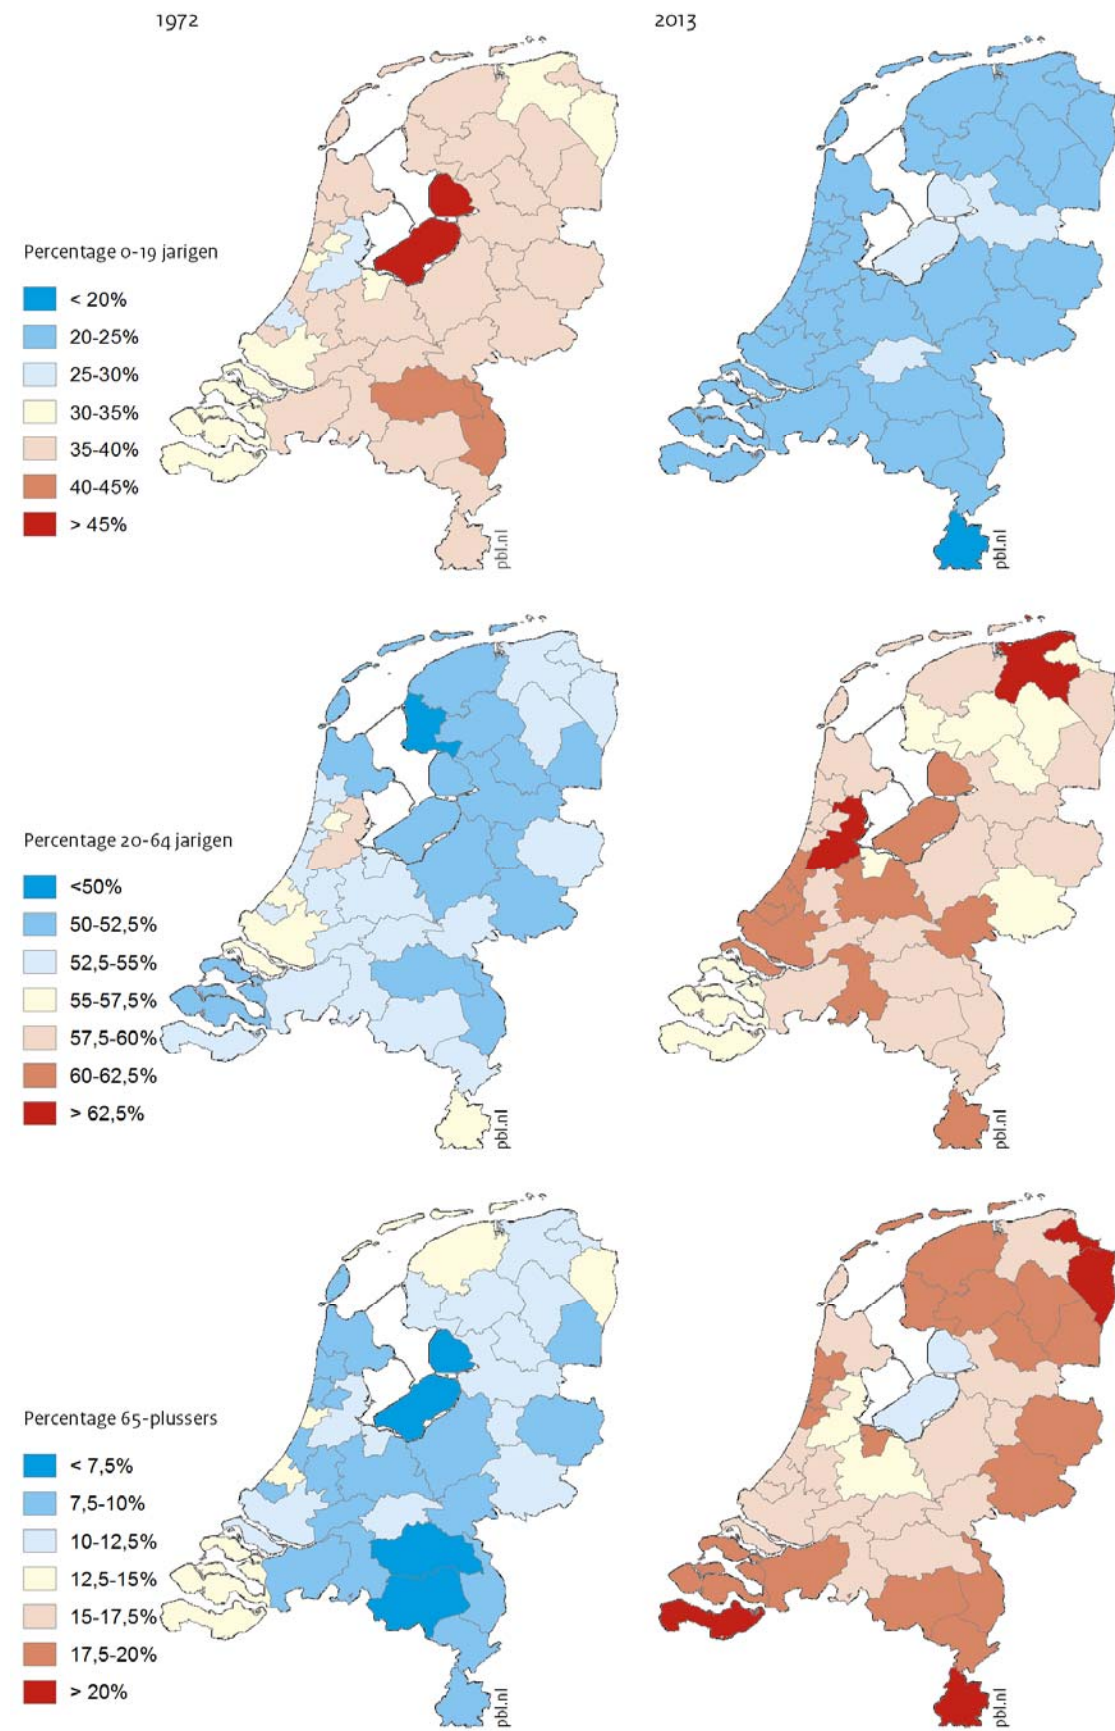 1972
2013
Percentage 0-19 jarigen
< 20%
20-25%
25-30%
30-35%
35-40%
40-45%
> 45%
pbl.nl
pbl.nl
Percentage 20-64 jarigen
<50%
50-52,5%
52,5-55%
55-57,5%
57,5-60%
60-62,5%
> 62,5%
pbl.nl
pbl.nl
Percentage 65-plussers
< 7,5%
7,5-10%
10-12,5%
12,5-15%
15-17,5%
17,5-20%
> 20%
pbl.nl
pbl.nl